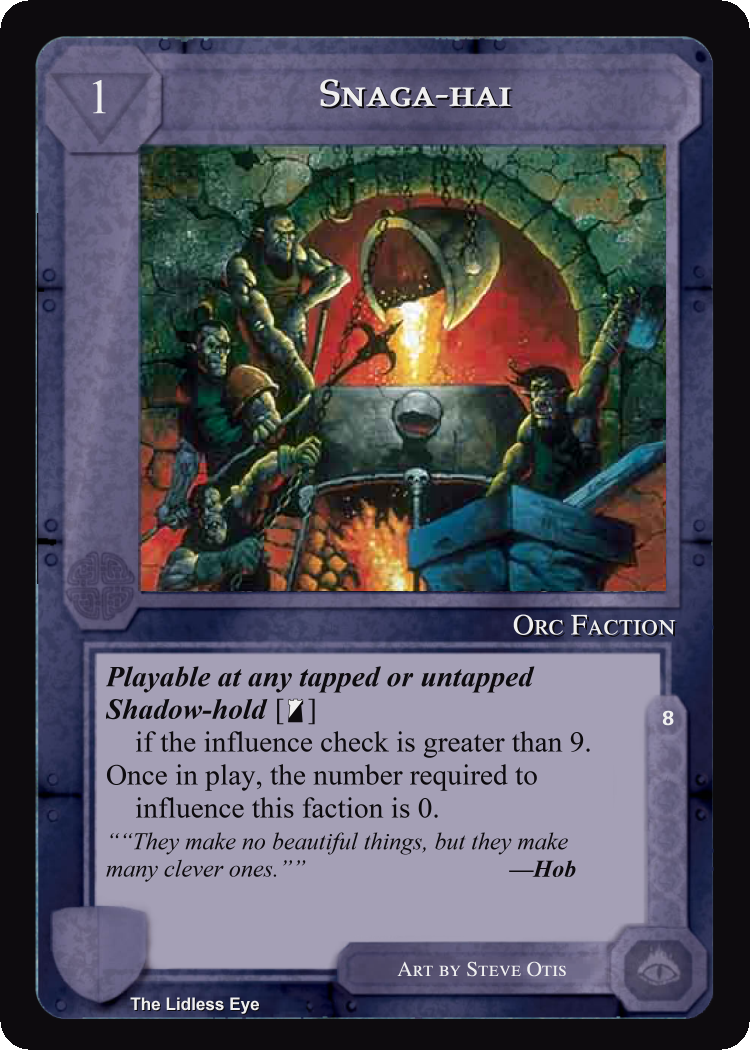 1
Snaga-hai
Orc Faction
Playable at any tapped or untapped
Shadow-hold [ ]
if the influence check is greater than 9.
Once in play, the number required to
influence this faction is 0.
““They make no beautiful things, but they make
many clever ones.”” —Hob
8
Art by Steve Otis
The Lidless Eye